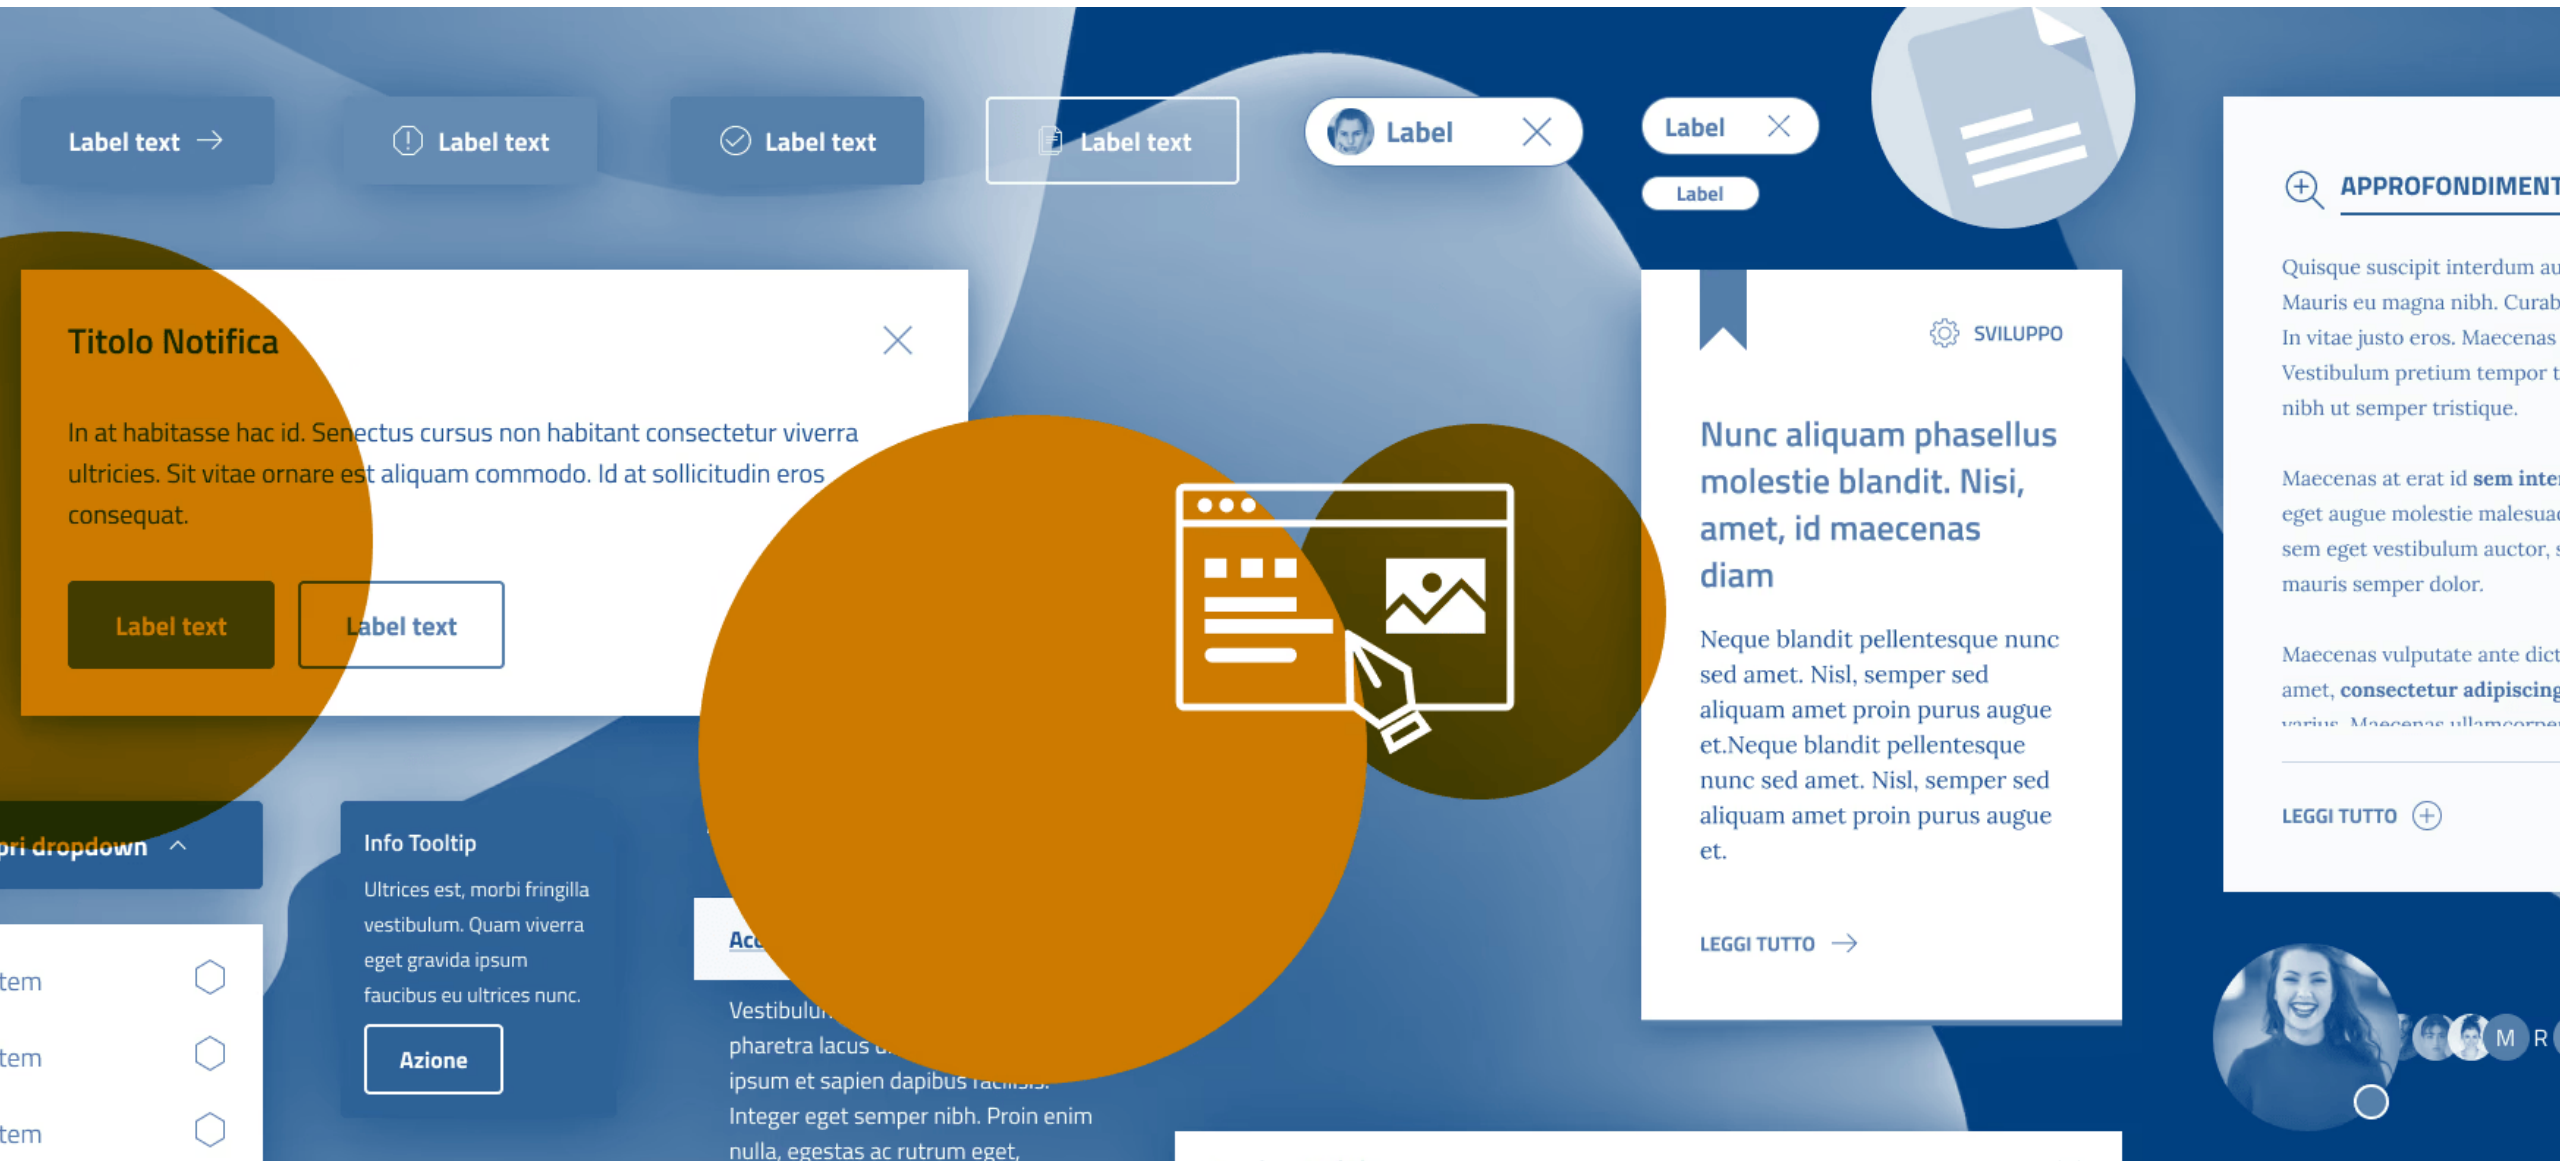 Label text
Label text
Label text
Label text
Label
Label
Label
Titolo Notifica
In at habitasse hac id. Senectus cursus non habitant consectetur viverra
ultricies. Sit vitae ornare est aliquam commodo. Id at sollicitudin eros
consequat.
Label text
Label text
dropdown
Info Tooltip
Ultrices est, morbi fringilla
vestibulum. Quam viverra
eget gravida ipsum
faucibus eu ultrices nunc.
Azione
pharetra lacus
ipsum et sapien dapibus
Integer eget semper nibh. Proin enim
nulla, egestas ac rutrum eget,
SVILUPPO
Nunc aliquam phasellus
molestie blandit. Nisi,
amet, id maecenas
diam
Neque blandit pellentesque nunc
sed amet. Nisl, semper sed
aliquam amet proin purus augue
et.Neque blandit pellentesque
nunc sed amet. Nisl, semper sed
aliquam amet proin purus augue
et.
LEGGI TUTTO
APPROFONDIMENT
Quisque suscipit interdum au
Mauris eu magna nibh. Curab
In vitae justo eros. Maecenas
Vestibulum pretium tempor t
nibh ut semper tristique.
Maecenas at erat id sem inter
eget augue molestie malesuad
sem eget vestibulum auctor, s
mauris semper dolor.
Maecenas vulputate ante dict
amet, consectetur adipiscing
LEGGI TUTTO
M
R